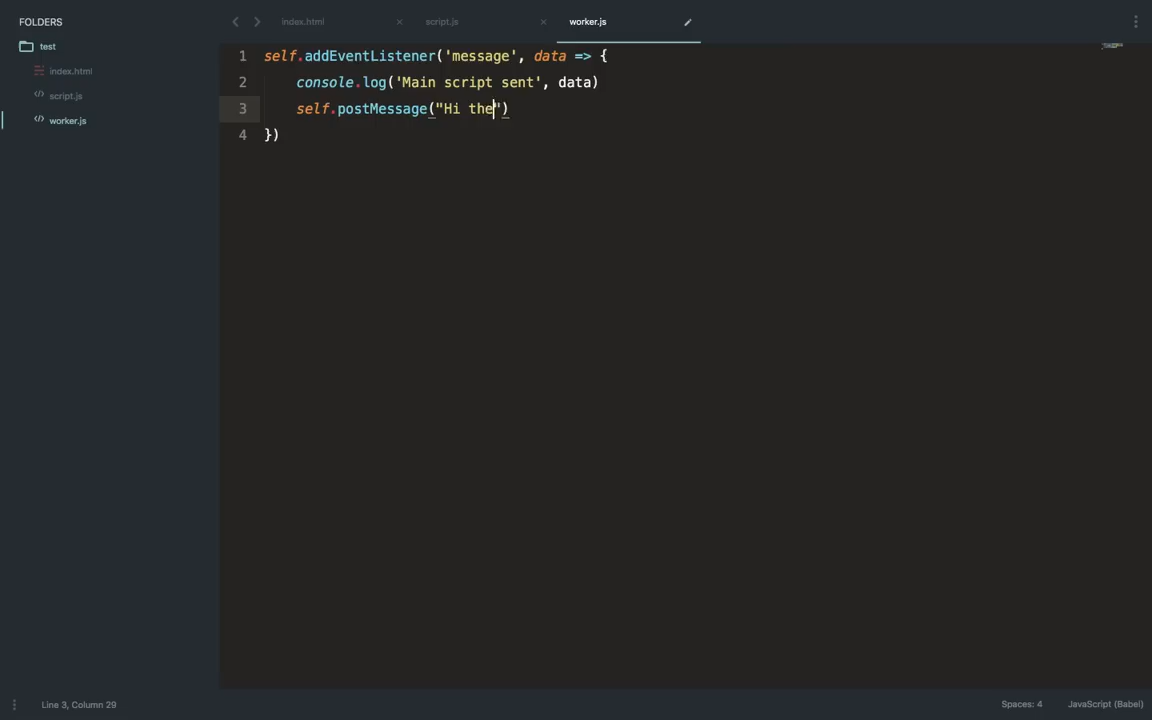 FOLDERS
test
index.html
script.js
worker.js
index.html × script.js × worker.js
1 self.addEventListener('message', data => {
2 console.log('Main script sent', data)
3 self.postMessage("Hi the")
4 })
Line 3, Column 29
Spaces: 4 JavaScript (Babel)